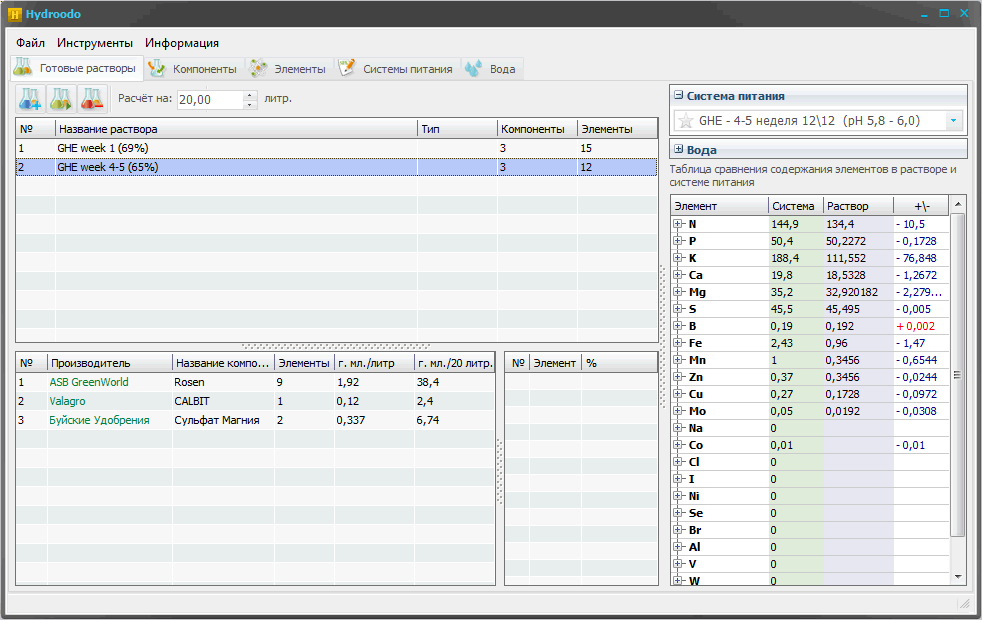 Hydroodo
Файл Инструменты Информация
Готовые растворы Компоненты Элементы Системы питания Вода
Расчёт на: 20,00 литр.
№ Название раствора Тип Компоненты Элементы
1 GHE week 1 (69%) 3 15
2 GHE week 4-5 (65%) 3 12
№ Производитель Название компо... Элементы г. мл./литр г. мл./20 литр.
1 ASB GreenWorld Rosen 9 1,92 38,4
2 Valagro CALBIT 1 0,12 2,4
3 Буйские Удобрения Сульфат Магния 2 0,337 6,74
№ Элемент %
Система питания
GHE - 4-5 неделя 12\12 (pH 5,8 - 6,0)
Вода
Таблица сравнения содержания элементов в растворе и
системе питания
Элемент Система Раствор +\-
N 144,9 134,4 - 10,5
P 50,4 50,2272 - 0,1728
K 188,4 111,552 - 76,848
Ca 19,8 18,5328 - 1,2672
Mg 35,2 32,920182 - 2,279...
S 45,5 45,495 - 0,005
B 0,19 0,192 + 0,002
Fe 2,43 0,96 - 1,47
Mn 1 0,3456 - 0,6544
Zn 0,37 0,3456 - 0,0244
Cu 0,27 0,1728 - 0,0972
Mo 0,05 0,0192 - 0,0308
Na 0
Co 0,01 - 0,01
Cl 0
I 0
Ni 0
Se 0
Br 0
Al 0
V 0
W 0